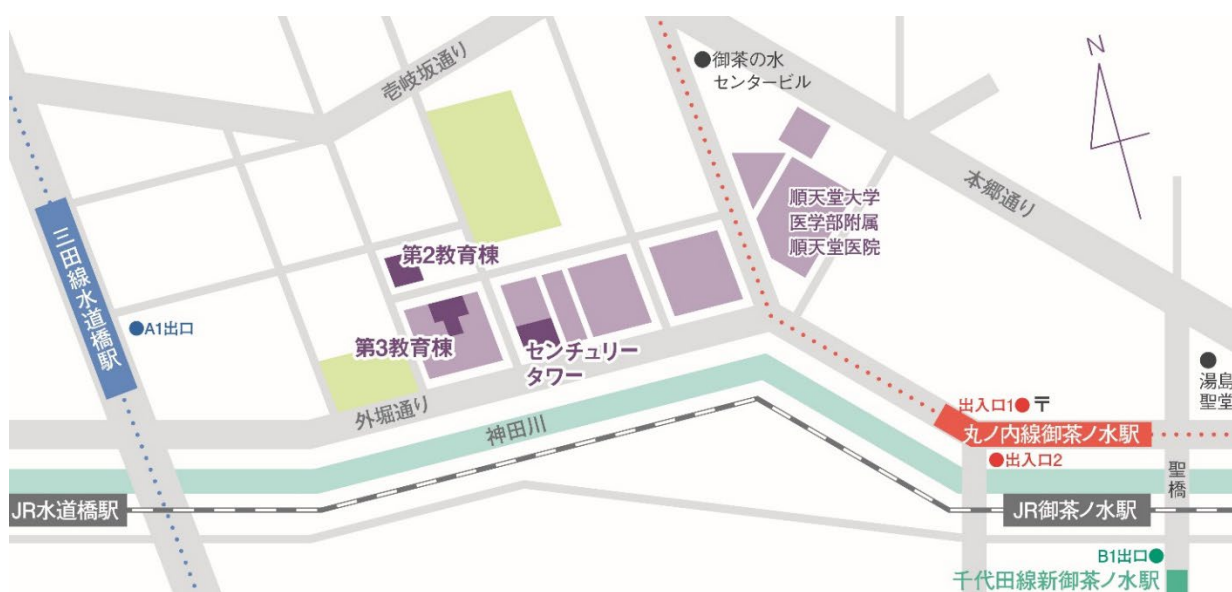 壱岐坂通り
●御茶の水
センタービル
N
本郷通り
順天堂大学
医学部附属
順天堂医院
第2教育棟
三田線水道橋駅
●A1出口
第3教育棟
センチュリー
タワー
外堀通り
神田川
湯島
聖堂
出入口1●〒
丸ノ内線御茶ノ水駅
●出入口2
聖橋
JR水道橋駅
JR御茶ノ水駅
B1出口●
千代田線新御茶ノ水駅